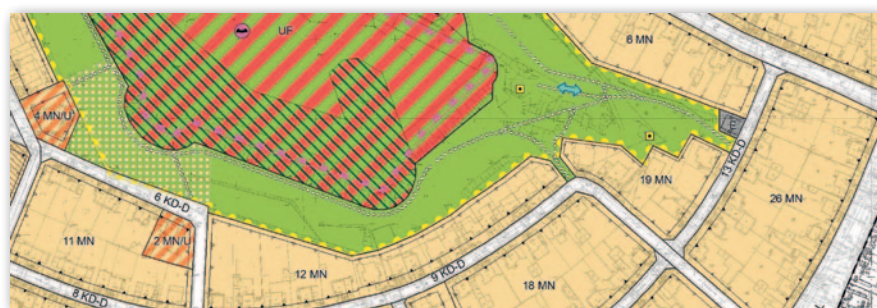 UF
6 MN
4 MN/U
13 KD-D
19 MN
26 MN
6 KD-D
11 MN
2 MN/U
12 MN
9 KD-D
18 MN
8 KD-D